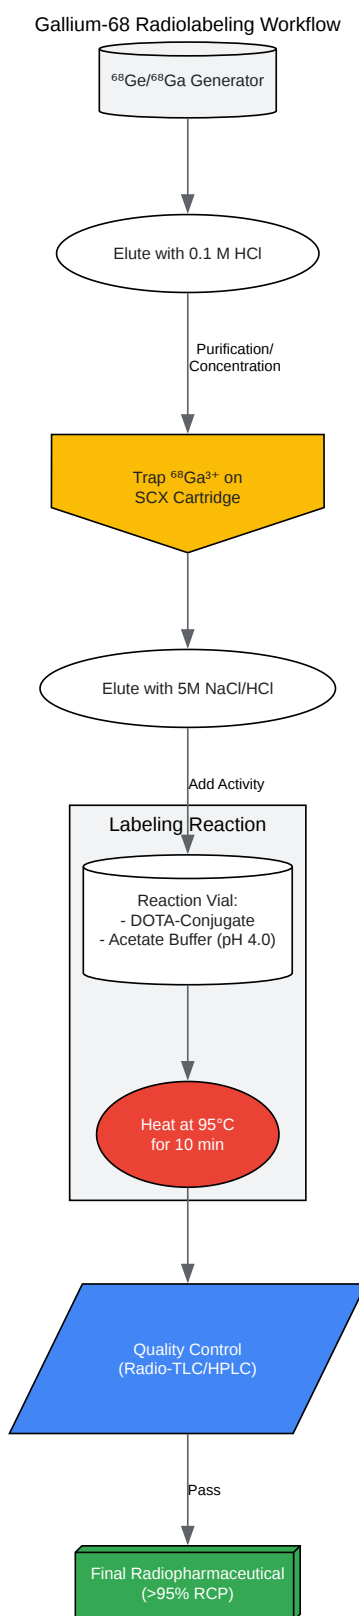 Gallium-68 Radiolabeling Workflow
⁶⁸Ge/⁶⁸Ga Generator
Elute with 0.1 M HCl
Purification/
Concentration
Trap ⁶⁸Ga³⁺ on
SCX Cartridge
Elute with 5M NaCl/HCl
Add Activity
Labeling Reaction
Reaction Vial:
- DOTA-Conjugate
- Acetate Buffer (pH 4.0)
Heat at 95°C
for 10 min
Quality Control
(Radio-TLC/HPLC)
Pass
Final Radiopharmaceutical
(>95% RCP)